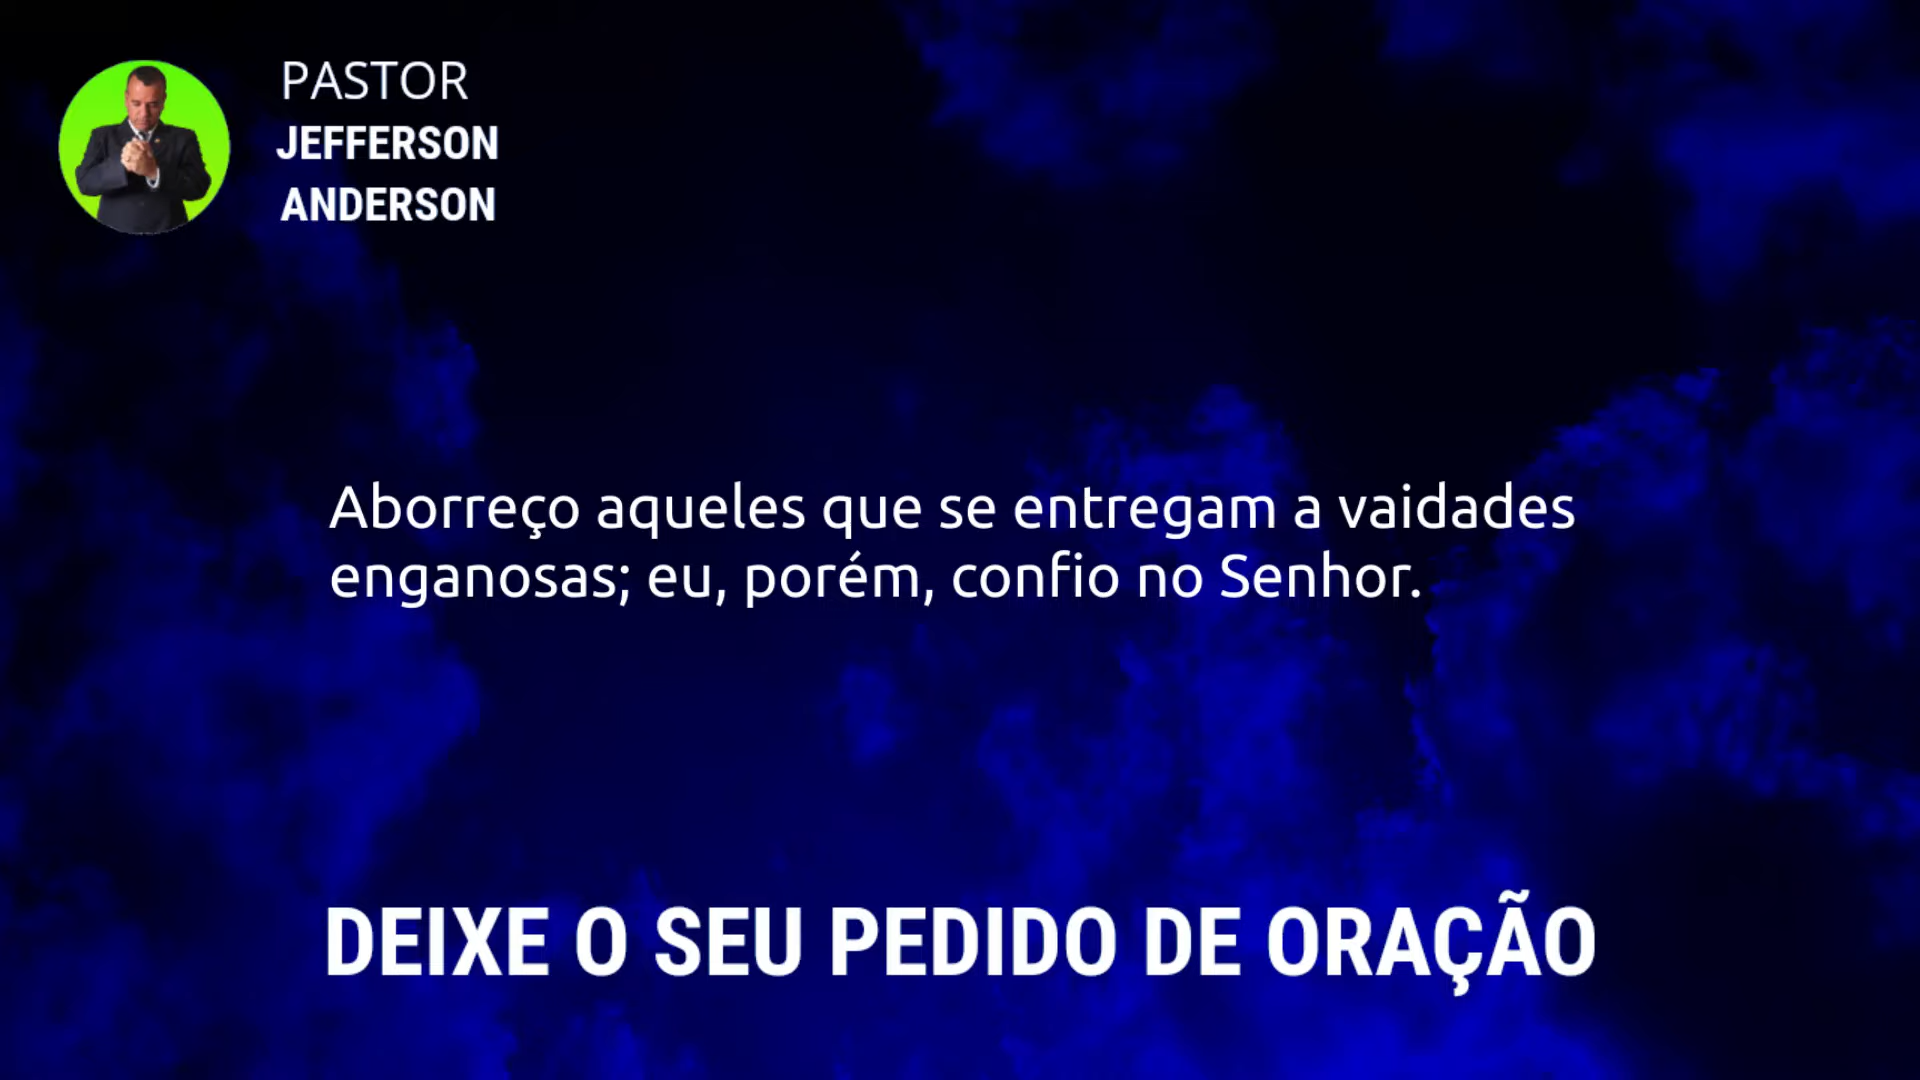 PASTOR
JEFFERSON
ANDERSON
Aborreço aqueles que se entregam a vaidades
enganosas; eu, porém, confio no Senhor.
DEIXE O SEU PEDIDO DE ORAÇÃO